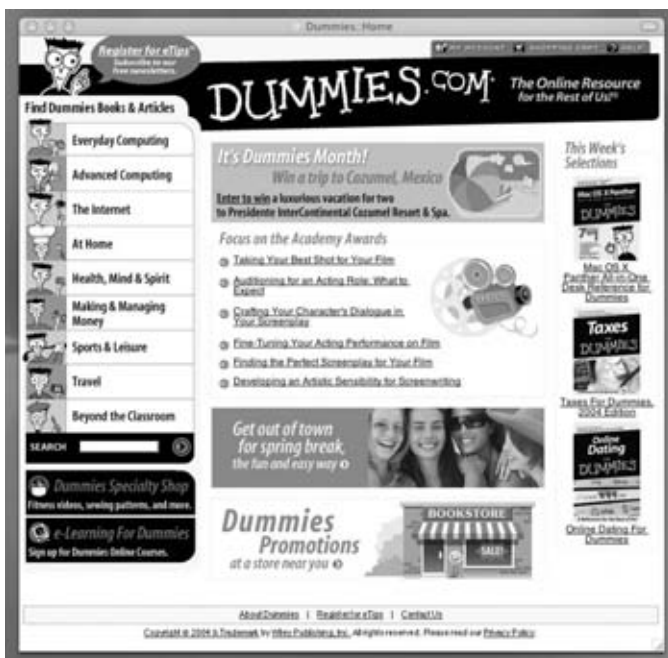 Dummies: Home
Register for eTips
Subscribe to our
free newsletters.
MY ACCOUNT
SHOPPING CART
HELP
DUMMIES.COM
The Online Resource
for the Rest of Us!
Find Dummies Books & Articles
Everyday Computing
Advanced Computing
The Internet
At Home
Health, Mind & Spirit
Making & Managing
Money
Sports & Leisure
Travel
Beyond the Classroom
SEARCH
Dummies Specialty Shop
Fitness videos, sewing patterns, and more.
e-Learning For Dummies
Sign up for Dummies Online Courses.
It's Dummies Month!
Win a trip to Cozumel, Mexico
Enter to win a luxurious vacation for two
to Presidente InterContinental Cozumel Resort & Spa.
Focus on the Academy Awards
Taking Your Best Shot for Your Film
Auditioning for an Acting Role: What to
Expect
Crafting Your Character's Dialogue in
Your Screenplay
Fine-Tuning Your Acting Performance on Film
Finding the Perfect Screenplay for Your Film
Developing an Artistic Sensibility for Screenwriting
Get out of town
for spring break,
the fun and easy way
Dummies
Promotions
at a store near you
BOOKSTORE
SALE!
This Week's
Selections
Mac OS X Panther
DUMMIES
Mac OS X
Panther All-in-One
Desk Reference for
Dummies
Taxes
DUMMIES
Taxes For Dummies,
2004 Edition
Online
Dating
DUMMIES
Online Dating For
Dummies
About Dummies | Register for eTips | Contact Us
Copyright © 2004 & Trademark by Wiley Publishing, Inc. All rights reserved. Please read our Privacy Policy